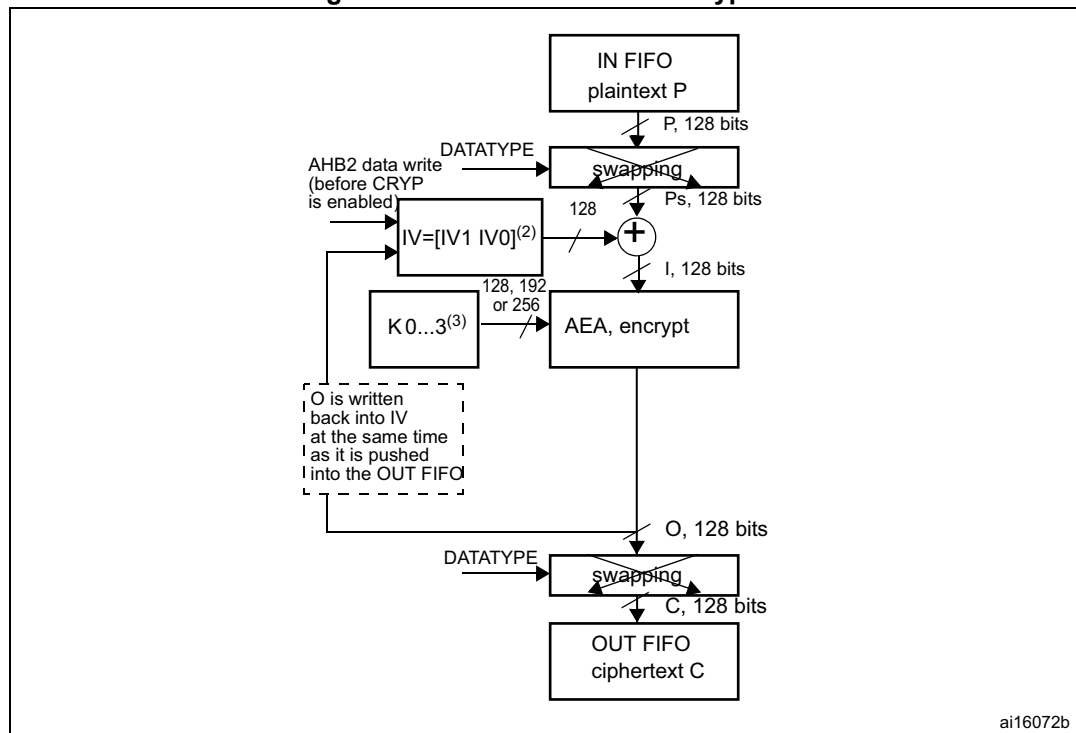 IN FIFO
plaintext P
P, 128 bits
DATATYPE
swapping
AHB2 data write
(before CRYP
is enabled)
Ps, 128 bits
128
IV=[IV1 IV0](2)
+
I, 128 bits
128, 192
or 256
K 0...3(3)
AEA, encrypt
O is written
back into IV
at the same time
as it is pushed
into the OUT FIFO
O, 128 bits
DATATYPE
swapping
C, 128 bits
OUT FIFO
ciphertext C
ai16072b